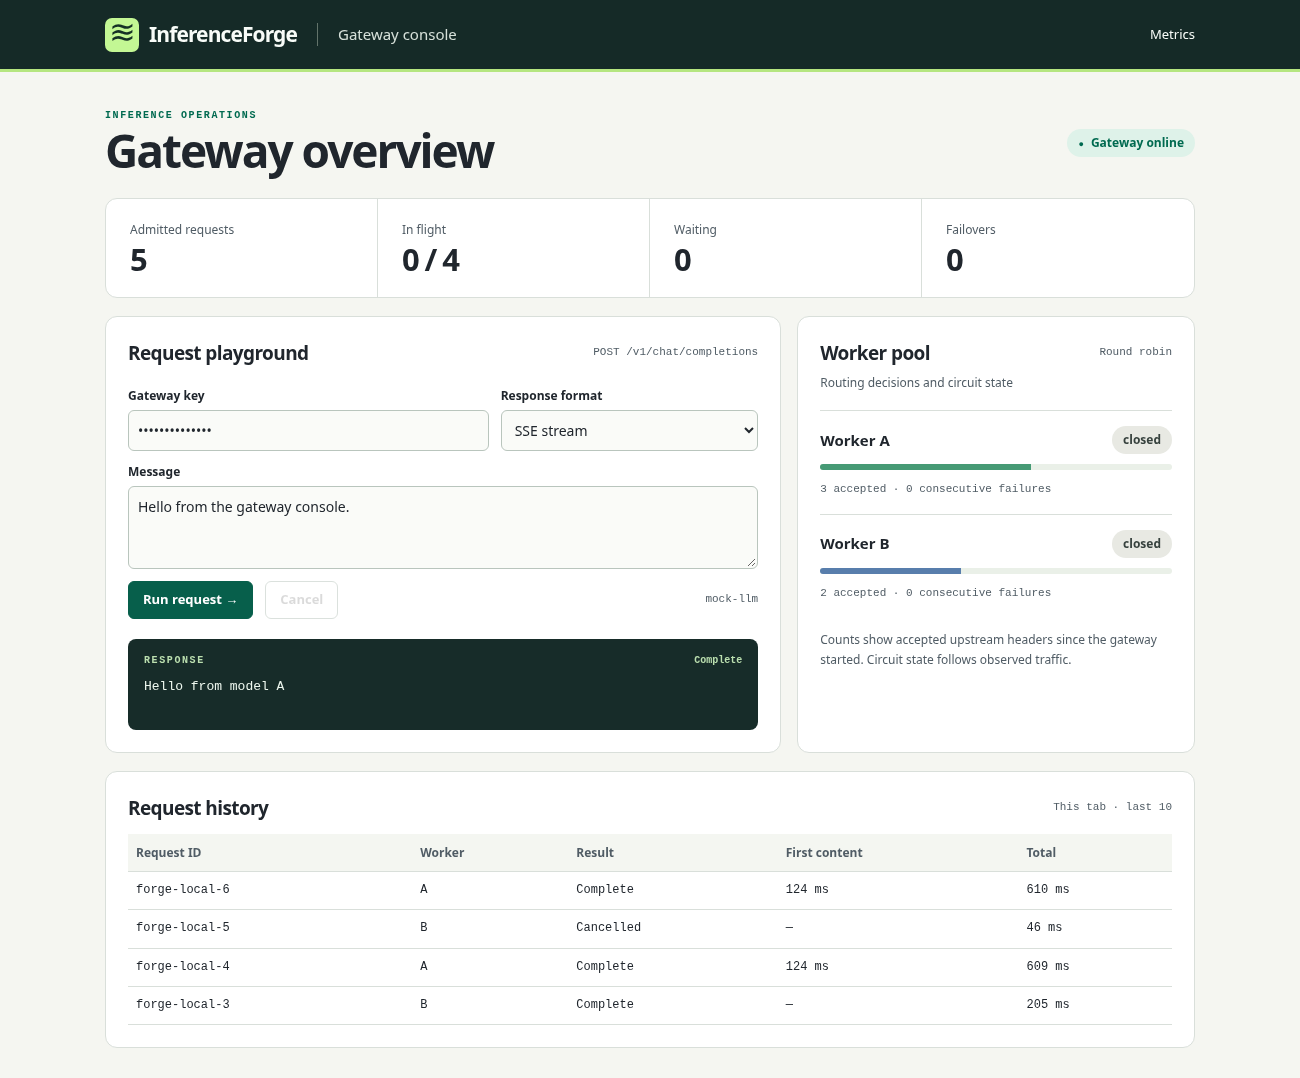 InferenceForge
Gateway console
Metrics
INFERENCE OPERATIONS
Gateway overview
• Gateway online
Admitted requests
5
In flight
0 / 4
Waiting
0
Failovers
0
Request playground
POST /v1/chat/completions
Gateway key
••••••••••••••
Response format
SSE stream
Message
Hello from the gateway console.
Run request →
Cancel
mock-llm
RESPONSE
Complete
Hello from model A
Worker pool
Round robin
Routing decisions and circuit state
Worker A
closed
3 accepted · 0 consecutive failures
Worker B
closed
2 accepted · 0 consecutive failures
Counts show accepted upstream headers since the gateway
started. Circuit state follows observed traffic.
Request history
This tab · last 10
Request ID Worker Result First content Total
forge-local-6 A Complete 124 ms 610 ms
forge-local-5 B Cancelled — 46 ms
forge-local-4 A Complete 124 ms 609 ms
forge-local-3 B Complete — 205 ms